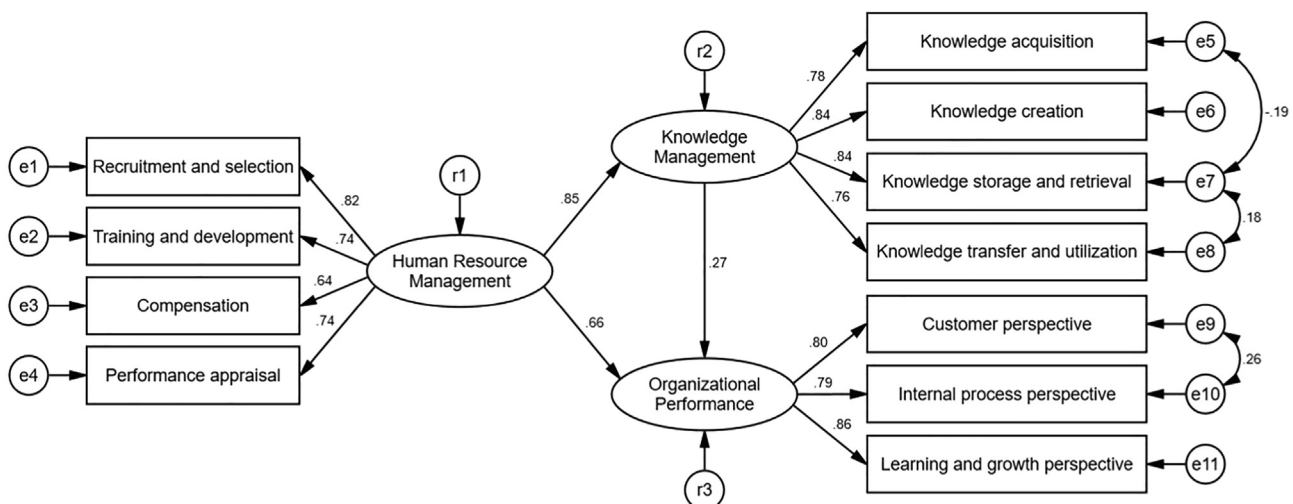 e1
Recruitment and selection
e2
Training and development
e3
Compensation
e4
Performance appraisal
.82
.74
.64
.74
r1
Human Resource
Management
.85
.66
r2
Knowledge
Management
.27
Organizational
Performance
r3
.78
.84
.84
.76
Knowledge acquisition
e5
Knowledge creation
e6
Knowledge storage and retrieval
e7
Knowledge transfer and utilization
e8
-.19
.18
.80
.79
.86
Customer perspective
e9
Internal process perspective
e10
Learning and growth perspective
e11
.26